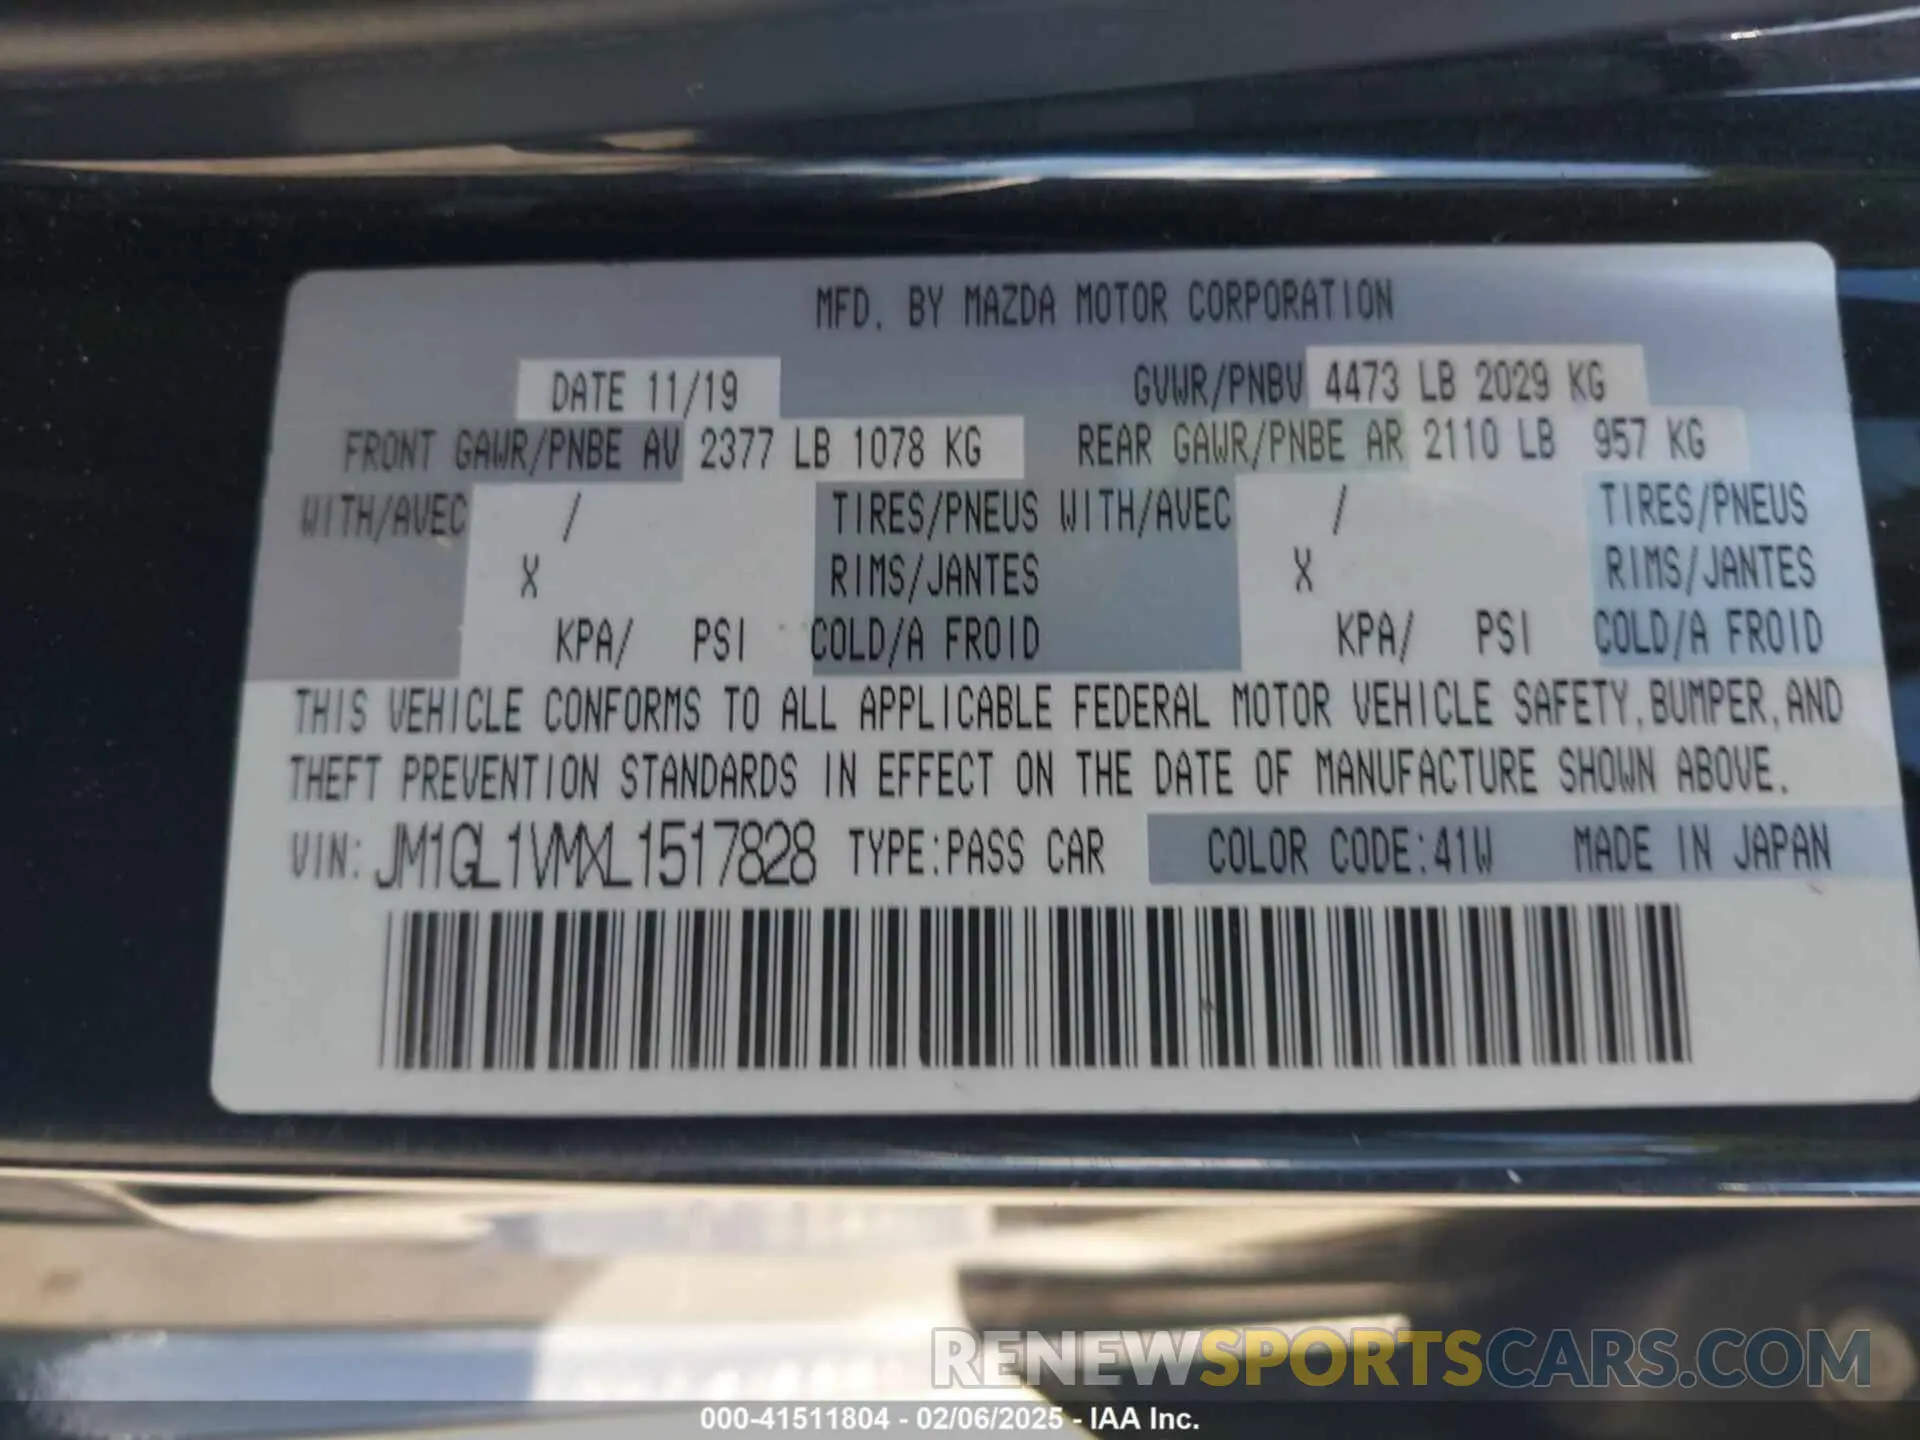 MFD. BY MAZDA MOTOR CORPORATION
DATE 11/19 GVWR/PNBV 4473 LB 2029 KG
FRONT GAWR/PNBE AV 2377 LB 1078 KG REAR GAWR/PNBE AR 2110 LB 957 KG
WITH/AVEC / TIRES/PNEUS WITH/AVEC / TIRES/PNEUS
X RIMS/JANTES X RIMS/JANTES
KPA/ PSI COLD/A FROID KPA/ PSI COLD/A FROID
THIS VEHICLE CONFORMS TO ALL APPLICABLE FEDERAL MOTOR VEHICLE SAFETY, BUMPER, AND
THEFT PREVENTION STANDARDS IN EFFECT ON THE DATE OF MANUFACTURE SHOWN ABOVE.
VIN: JM1GL1VMXL1517828 TYPE:PASS CAR COLOR CODE:41W MADE IN JAPAN
RENEWSPORTSCARS.COM
000-41511804 - 02/06/2025 - IAA Inc.